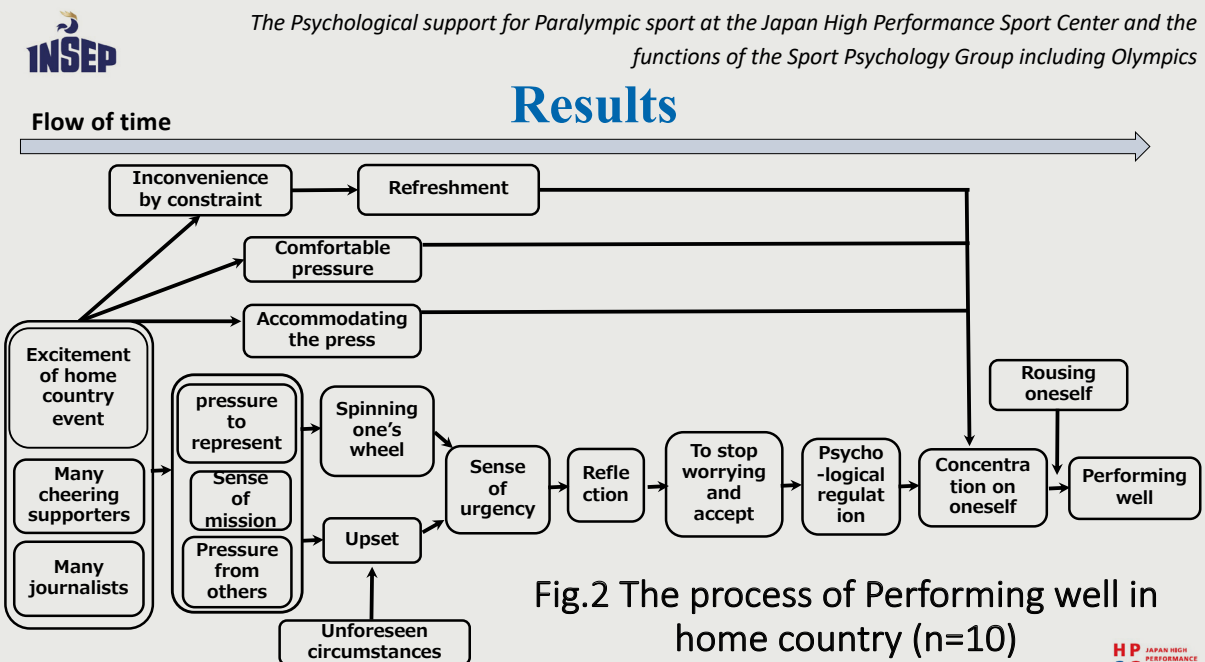 The Psychological support for Paralympic sport at the Japan High Performance Sport Center and the
functions of the Sport Psychology Group including Olympics
INSEP
Results
Flow of time
Inconvenience
by constraint
Refreshment
Comfortable
pressure
Accommodating
the press
Excitement
of home
country
event
Many
cheering
supporters
Many
journalists
pressure
to
represent
Sense
of
mission
Pressure
from
others
Spinning
one's
wheel
Upset
Unforeseen
circumstances
Sense
of
urgency
Refle
ction
To stop
worrying
and
accept
Psycho
-logical
regulat
ion
Concentra
tion on
oneself
Rousing
oneself
Performing
well
Fig.2 The process of Performing well in
home country (n=10)
HP JAPAN HIGH
PERFORMANCE